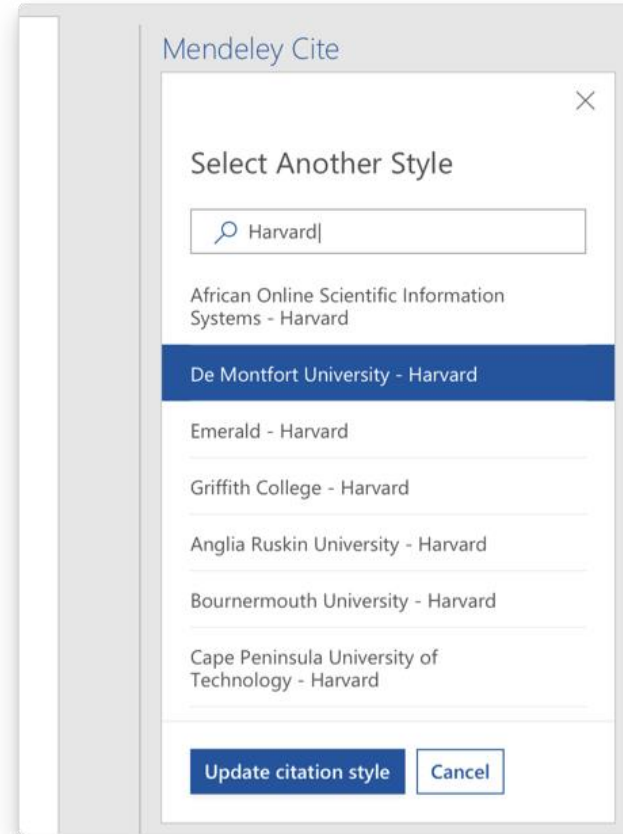 Mendeley Cite
Select Another Style
Harvard
African Online Scientific Information
Systems - Harvard
De Montfort University - Harvard
Emerald - Harvard
Griffith College - Harvard
Anglia Ruskin University - Harvard
Bournermouth University - Harvard
Cape Peninsula University of
Technology - Harvard
Update citation style
Cancel